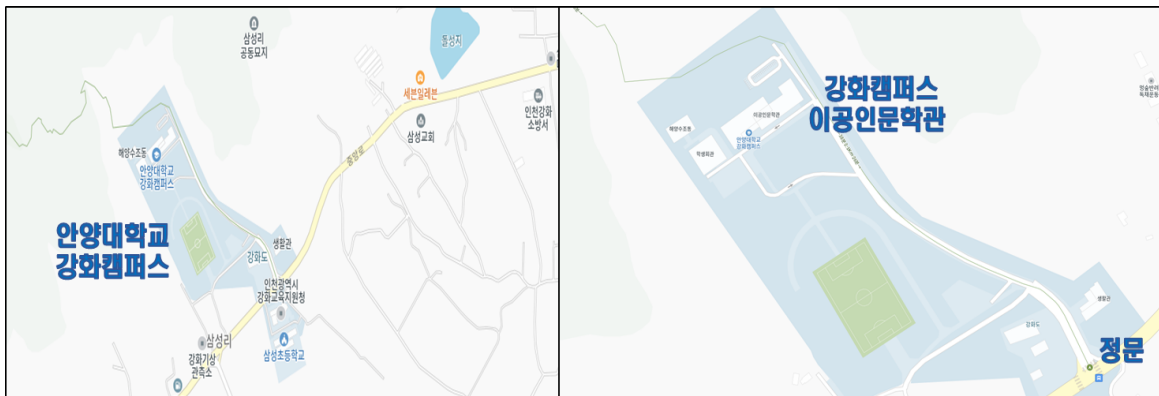 삼성리
공동묘지
돌성지
세븐일레븐
인천강화
소방서
삼성교회
중앙로
해양수조동
안양대학교
강화캠퍼스
안양대학교
강화캠퍼스
생활관
강화도
인천광역시
강화교육지원청
삼성리
삼성초등학교
강화기상
관측소
강화캠퍼스
이공인문학관
이공인문학관
해양수조동
안양대학교
강화캠퍼스
학생회관
생활관
강화도
정문